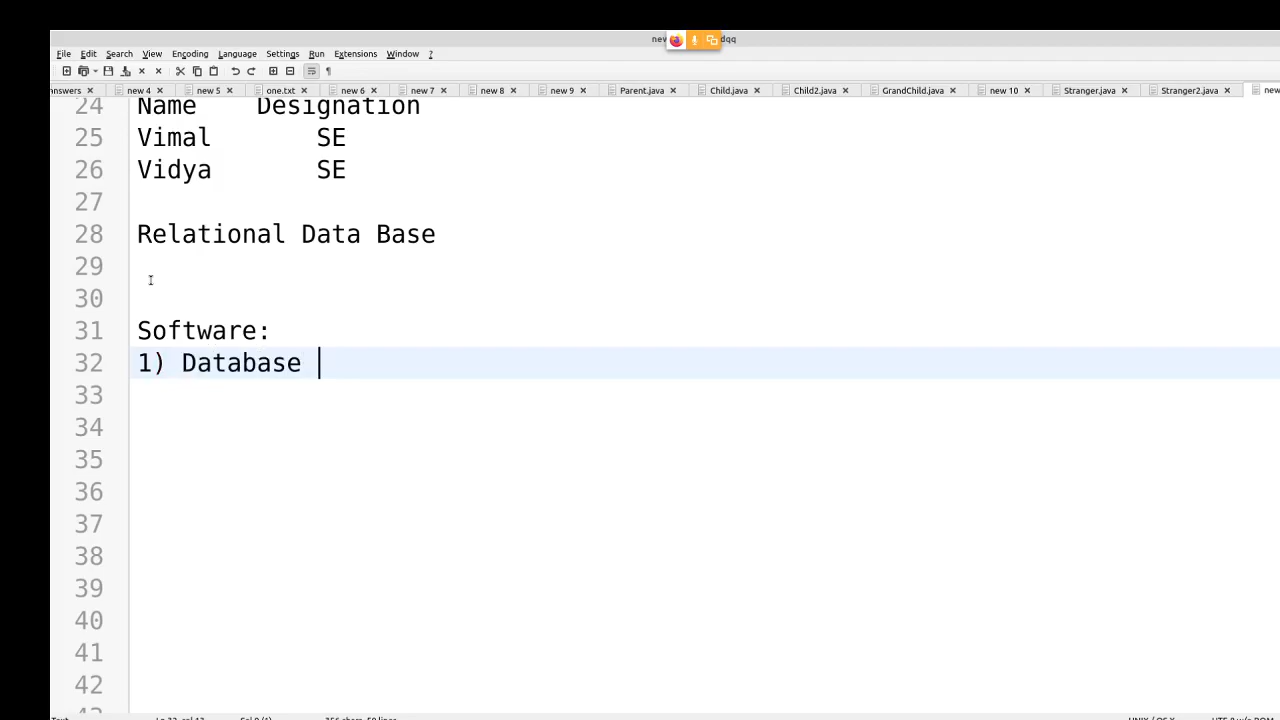 File Edit Search View Encoding Language Settings Run Extensions Window ?
new 4 new 5 one.txt new 6 new 7 new 8 new 9 Parent.java Child.java Child2.java GrandChild.java new 10 Stranger.java Stranger2.java new
24 Name Designation
25 Vimal SE
26 Vidya SE
27
28 Relational Data Base
29
30
31 Software:
32 1) Database
33
34
35
36
37
38
39
40
41
42